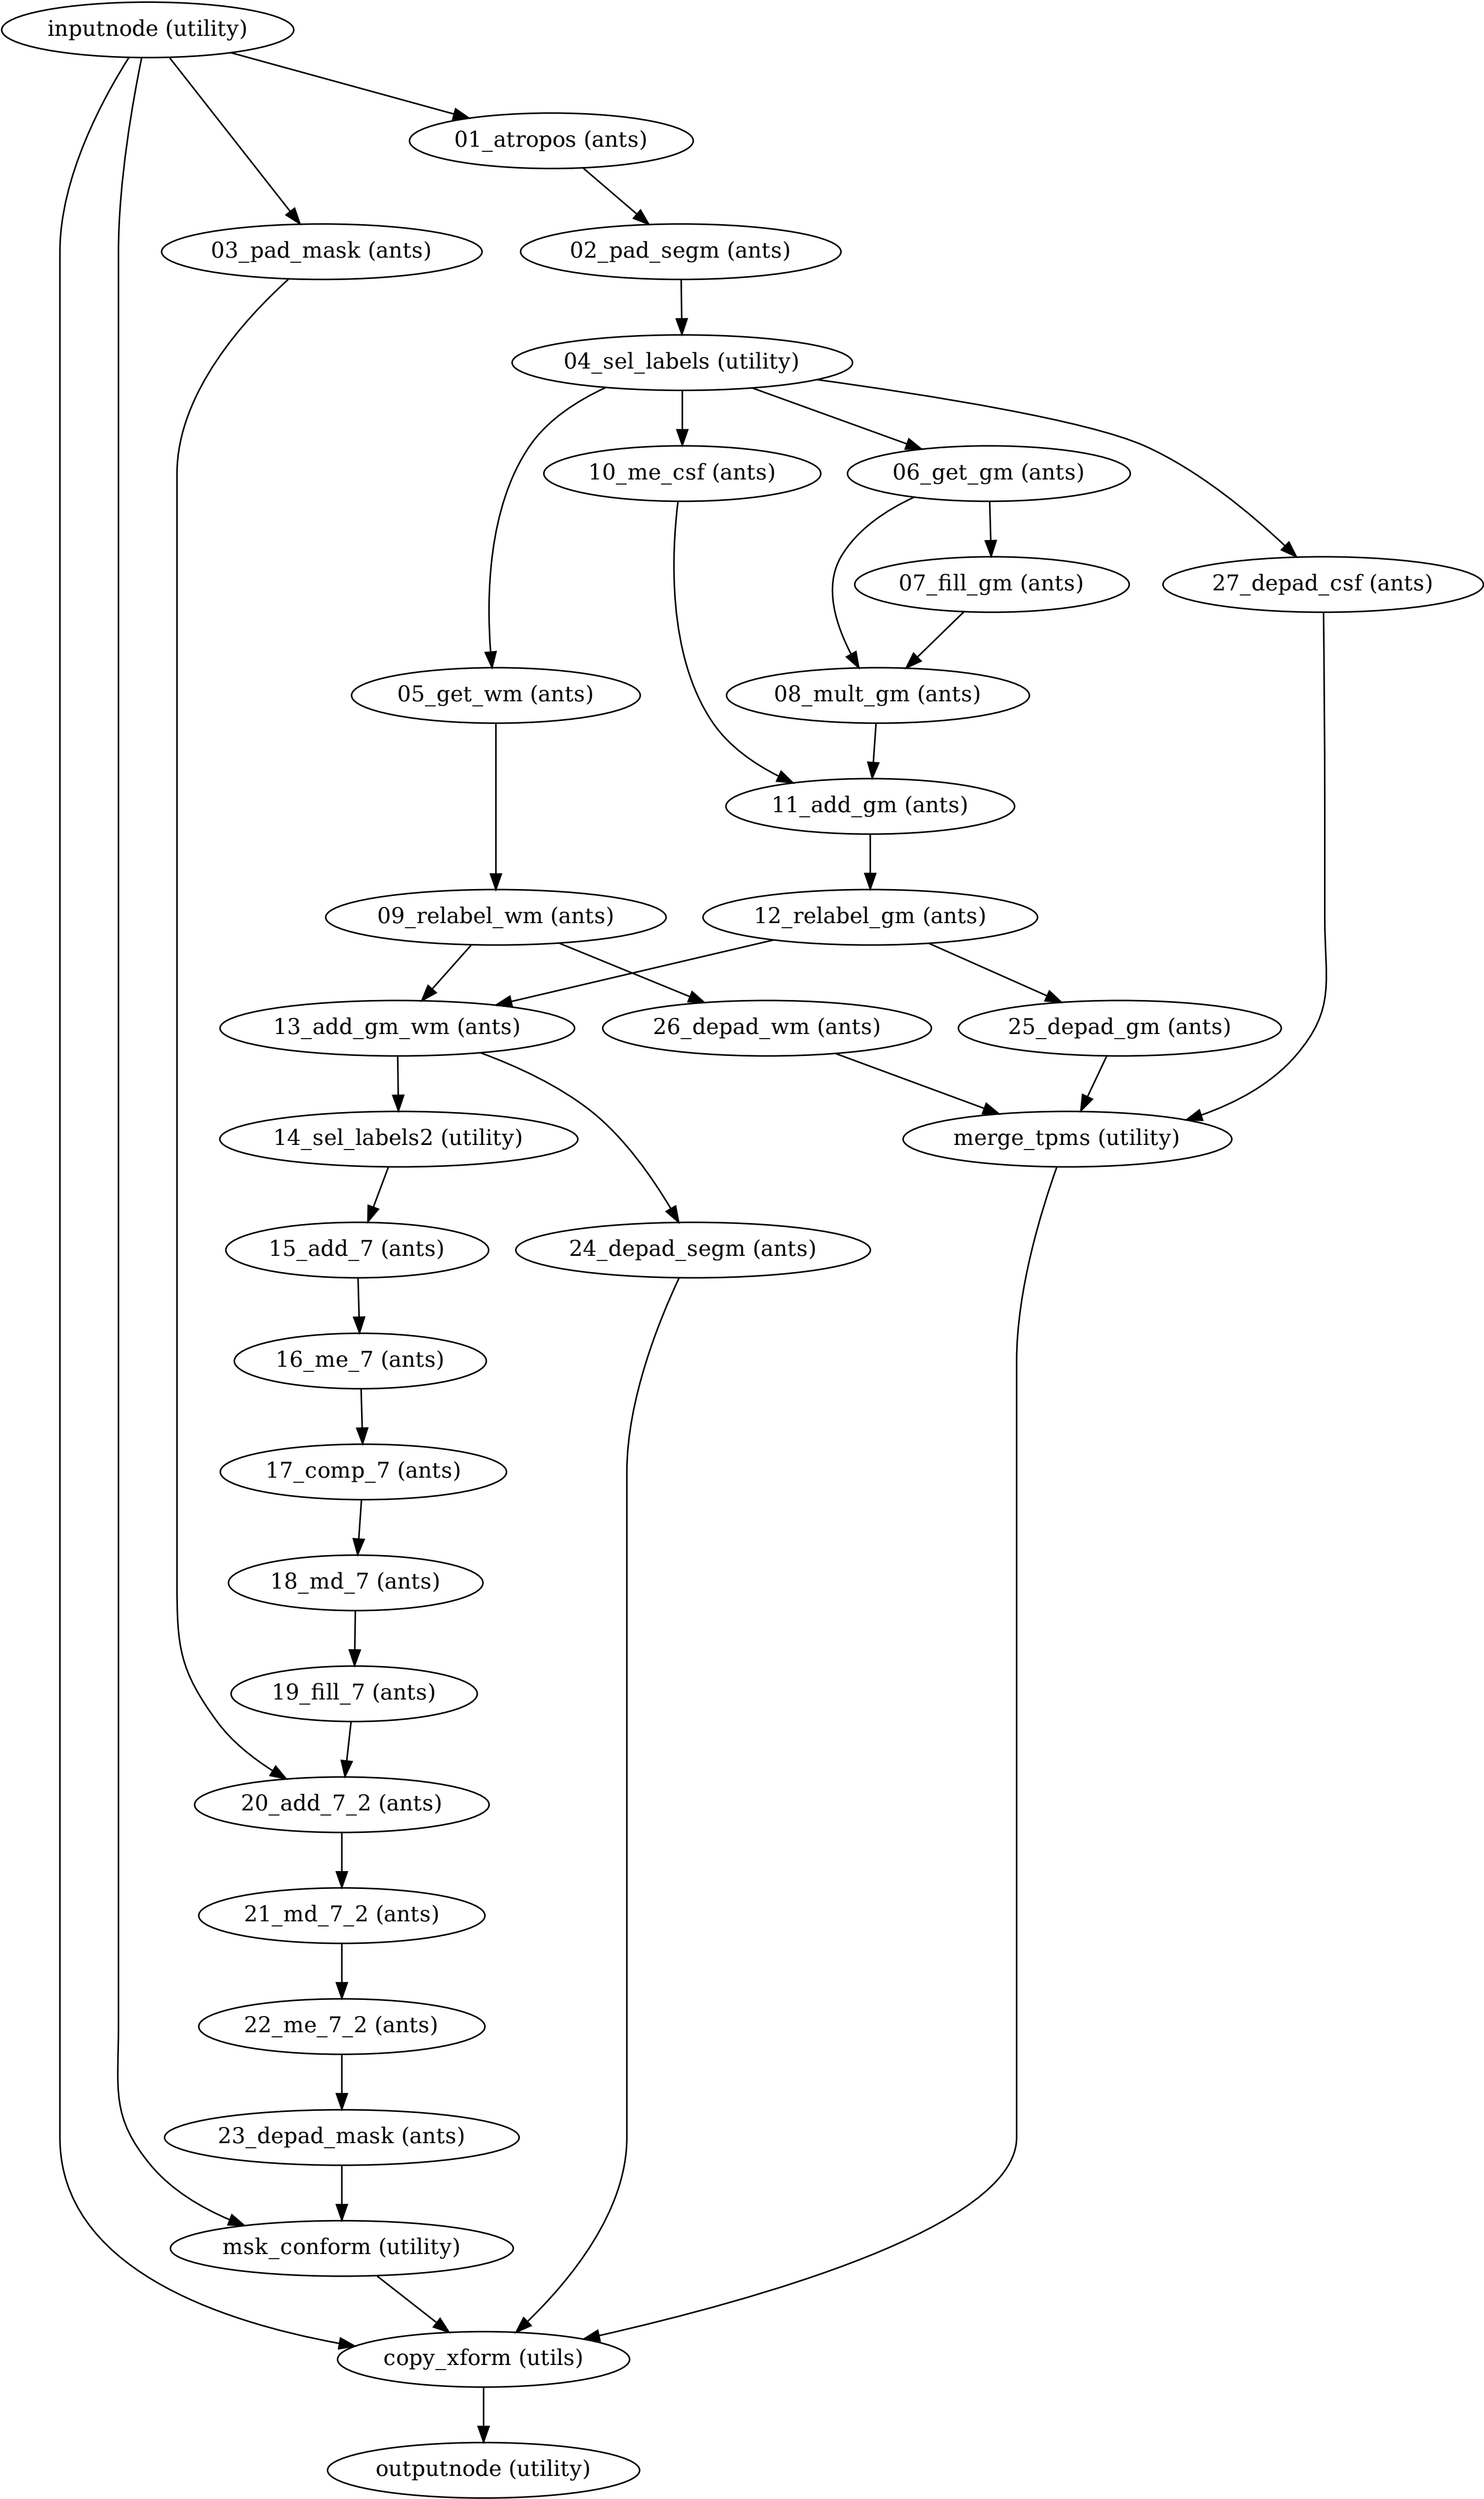 inputnode (utility)
01_atropos (ants)
03_pad_mask (ants)
02_pad_segm (ants)
04_sel_labels (utility)
10_me_csf (ants)
06_get_gm (ants)
07_fill_gm (ants)
27_depad_csf (ants)
05_get_wm (ants)
08_mult_gm (ants)
11_add_gm (ants)
09_relabel_wm (ants)
12_relabel_gm (ants)
13_add_gm_wm (ants)
26_depad_wm (ants)
25_depad_gm (ants)
14_sel_labels2 (utility)
merge_tpms (utility)
15_add_7 (ants)
24_depad_segm (ants)
16_me_7 (ants)
17_comp_7 (ants)
18_md_7 (ants)
19_fill_7 (ants)
20_add_7_2 (ants)
21_md_7_2 (ants)
22_me_7_2 (ants)
23_depad_mask (ants)
msk_conform (utility)
copy_xform (utils)
outputnode (utility)